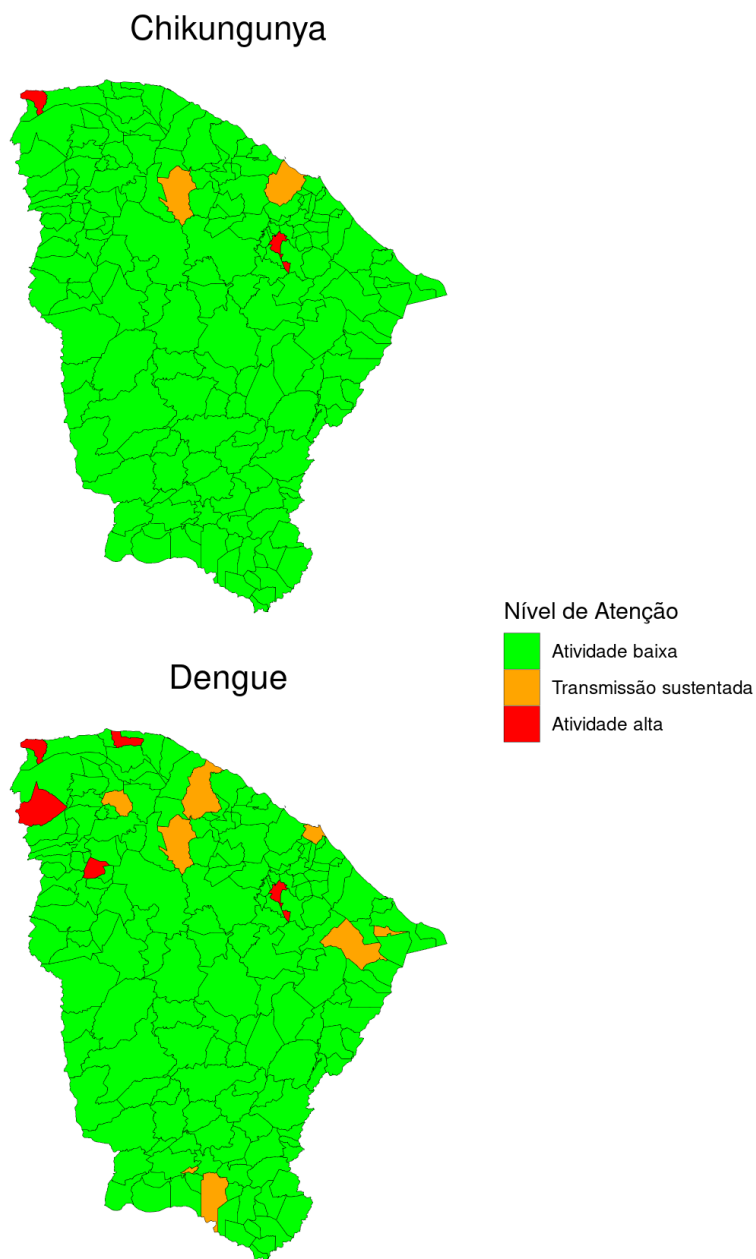 Chikungunya
Nível de Atenção
Atividade baixa
Transmissão sustentada
Atividade alta
Dengue